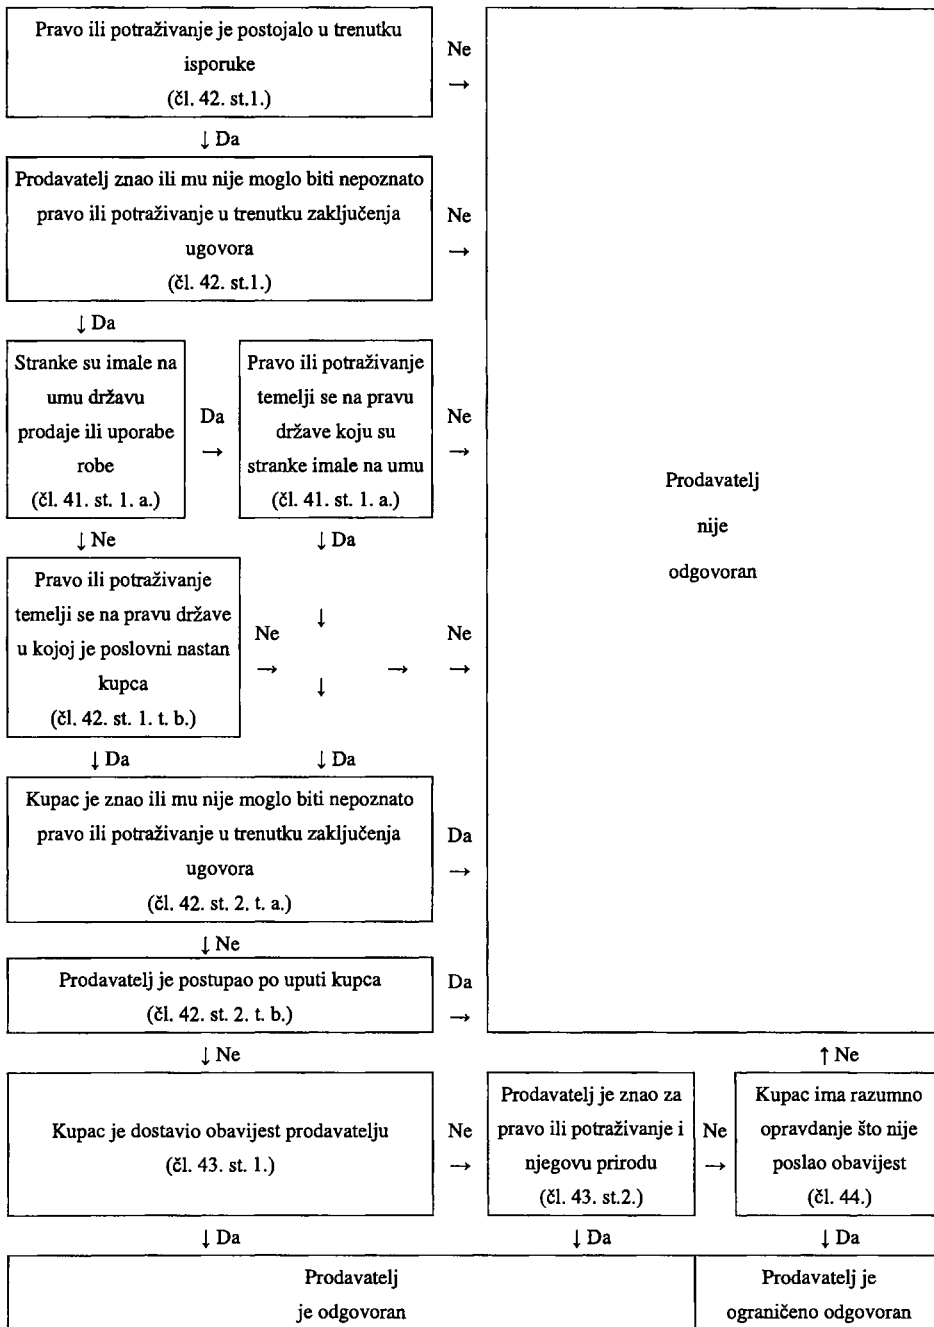 Pravo ili potraživanje je postojalo u trenutku
isporuke
(čl. 42. st.1.)
Ne
→
↓ Da
Prodavatelj znao ili mu nije moglo biti nepoznato
pravo ili potraživanje u trenutku zaključenja
ugovora
(čl. 42. st.1.)
Ne
→
↓ Da
Stranke su imale na
umu državu
prodaje ili uporabe
robe
(čl. 41. st. 1. a.)
Da
→
Pravo ili potraživanje
temelji se na pravu
države koju su
stranke imale na umu
(čl. 41. st. 1. a.)
Ne
→
Prodavatelj
nije
odgovoran
↓ Ne
↓ Da
Pravo ili potraživanje
temelji se na pravu države
u kojoj je poslovni nastan
kupca
(čl. 42. st. 1. t. b.)
Ne
→
↓
↓
→
Ne
→
↓ Da
↓ Da
Kupac je znao ili mu nije moglo biti nepoznato
pravo ili potraživanje u trenutku zaključenja
ugovora
(čl. 42. st. 2. t. a.)
Da
→
↓ Ne
Prodavatelj je postupao po uputi kupca
(čl. 42. st. 2. t. b.)
Da
→
↓ Ne
↑ Ne
Kupac je dostavio obavijest prodavatelju
(čl. 43. st. 1.)
Ne
→
Prodavatelj je znao za
pravo ili potraživanje i
njegovu prirodu
(čl. 43. st.2.)
Ne
→
Kupac ima razumno
opravdanje što nije
poslao obavijest
(čl. 44.)
↓ Da
↓ Da
↓ Da
Prodavatelj
je odgovoran
Prodavatelj je
ograničeno odgovoran